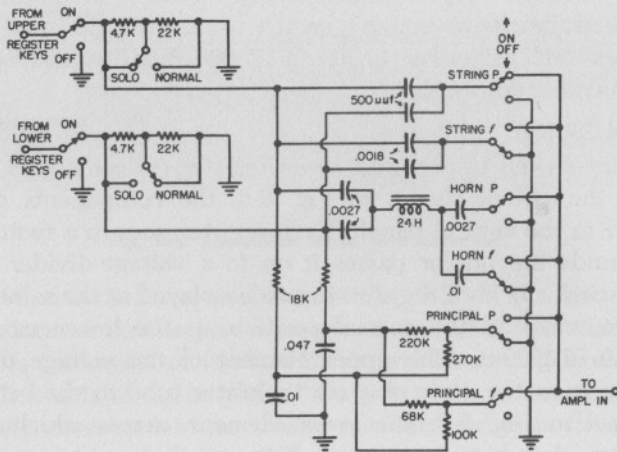 FROM
UPPER
REGISTER
KEYS
ON
OFF
4.7K
22K
SOLO
NORMAL
ON
OFF
FROM
LOWER
REGISTER
KEYS
ON
OFF
4.7K
22K
SOLO
NORMAL
500uuf
STRING P
.0018
STRING f
.0027
24H
.0027
HORN P
.01
HORN f
18K
.047
.01
PRINCIPAL P
220K
270K
PRINCIPAL f
68K
100K
TO
AMPL IN